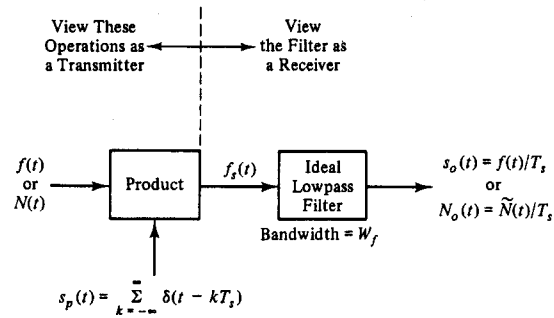 View These
Operations as
a Transmitter
View
the Filter as
a Receiver
f(t)
or
N(t)
Product
f_s(t)
Ideal
Lowpass
Filter
Bandwidth = W_f
s_o(t) = f(t)/T_s
or
N_o(t) = Ñ(t)/T_s
s_p(t) = Σ_{k = -∞}^{∞} δ(t − kT_s)